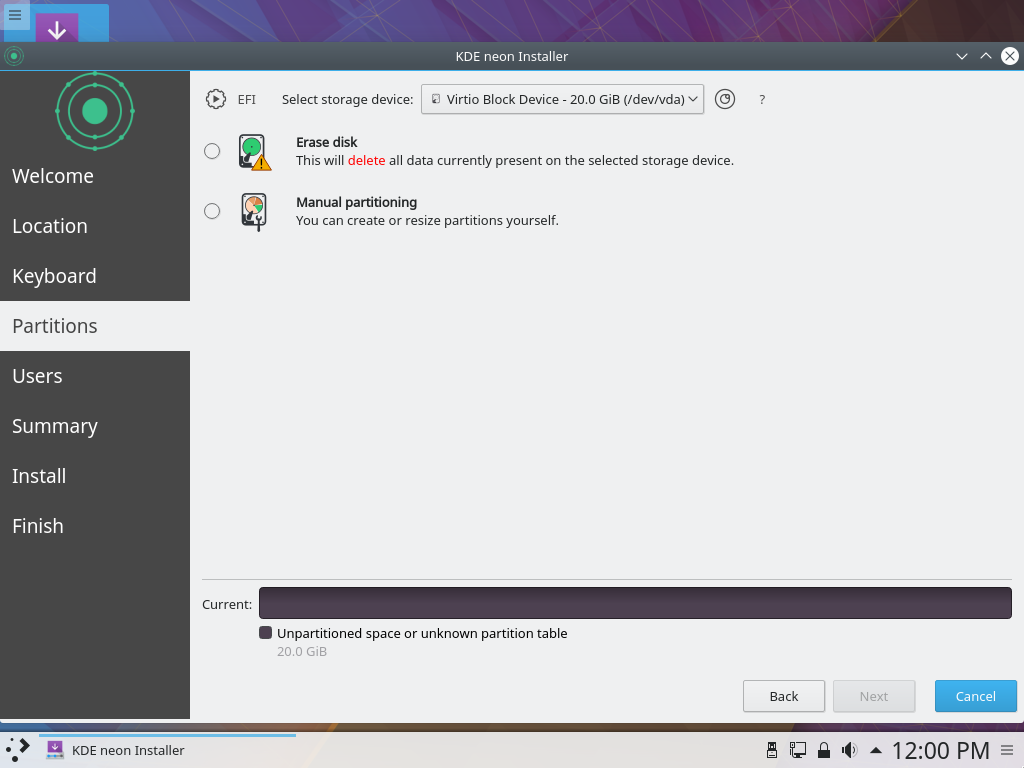 KDE neon Installer
EFI
Select storage device:
Virtio Block Device - 20.0 GiB (/dev/vda)
?
Welcome
Location
Keyboard
Partitions
Users
Summary
Install
Finish
Erase disk
This will delete all data currently present on the selected storage device.
Manual partitioning
You can create or resize partitions yourself.
Current:
Unpartitioned space or unknown partition table
20.0 GiB
Back
Next
Cancel
KDE neon Installer
12:00 PM